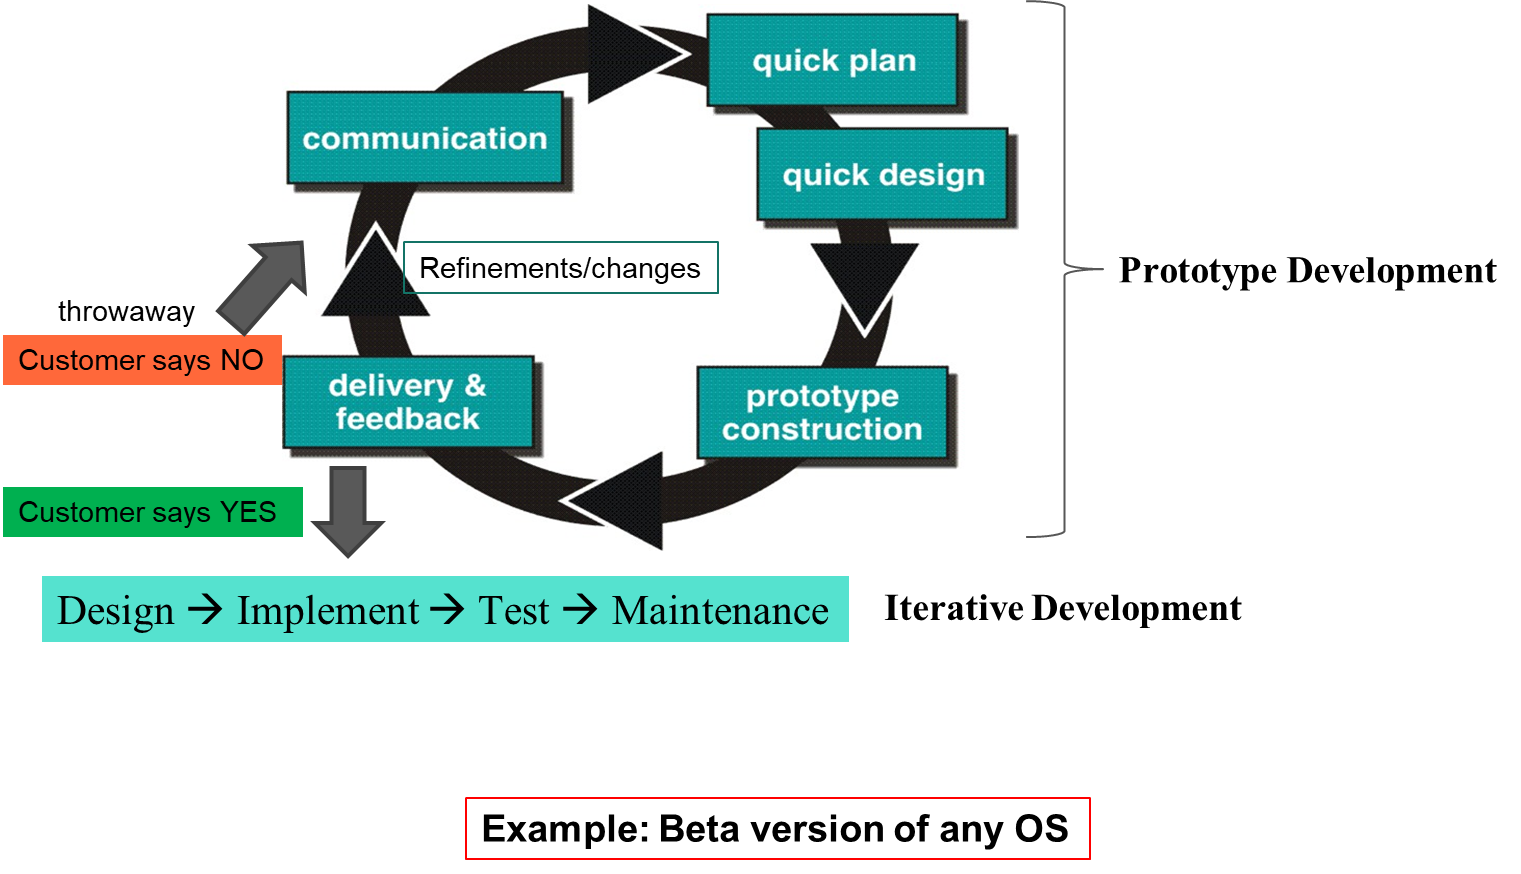 quick plan
communication
quick design
Refinements/changes
Prototype Development
throwaway
Customer says NO
delivery &
feedback
prototype
construction
Customer says YES
Design → Implement → Test → Maintenance
Iterative Development
Example: Beta version of any OS